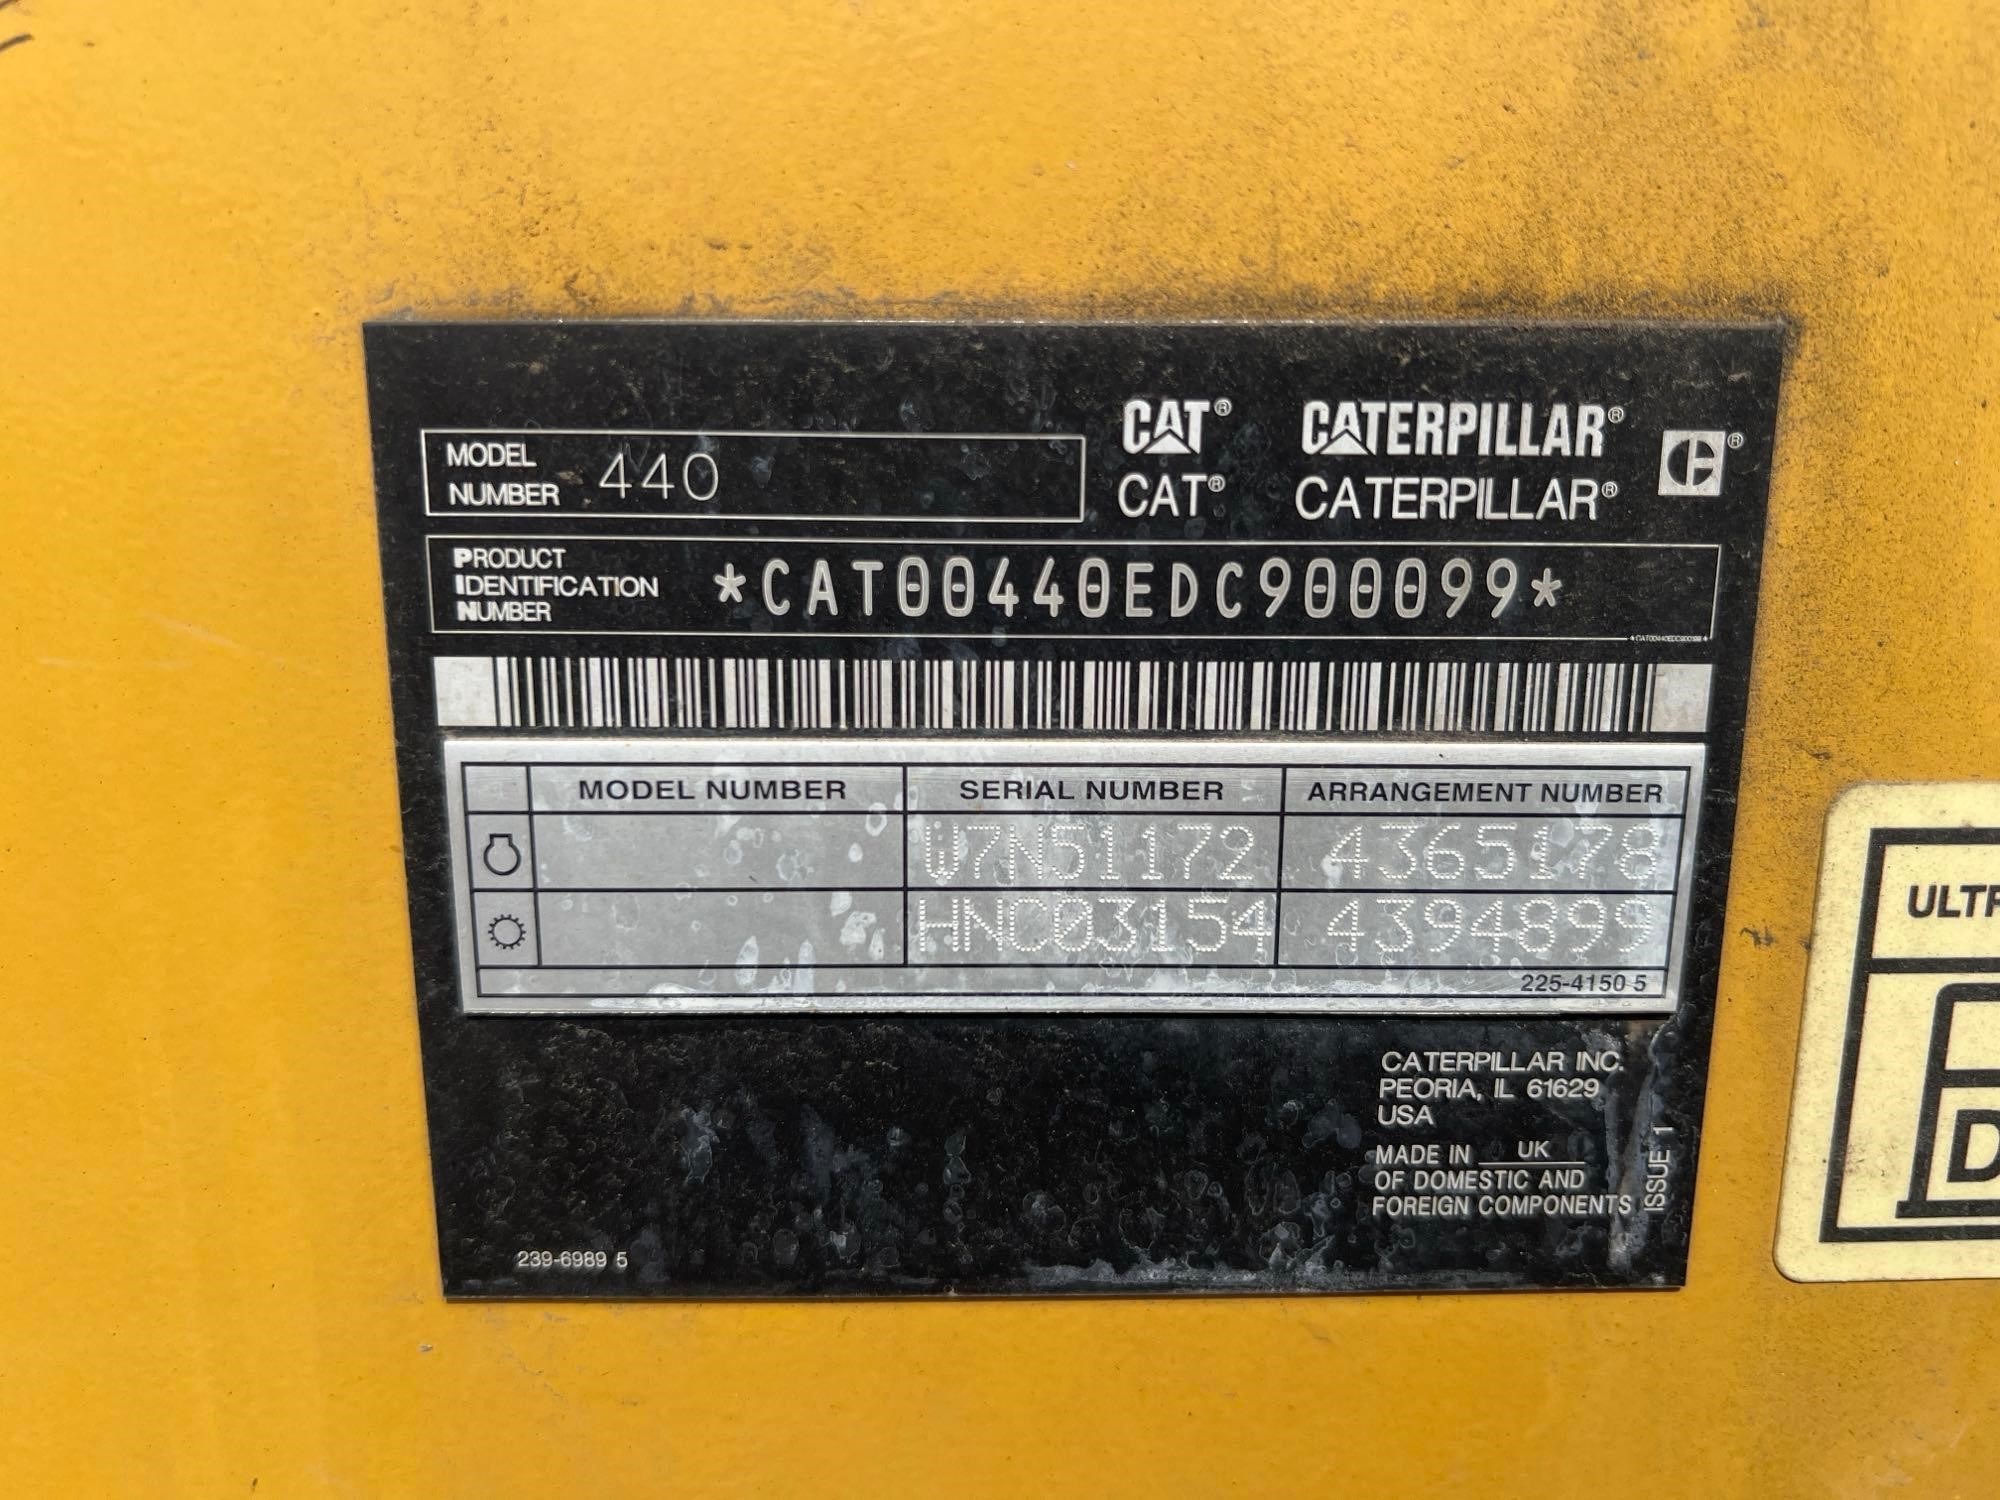 MODEL NUMBER 440
CAT® CATERPILLAR®
CAT® CATERPILLAR®
PRODUCT IDENTIFICATION NUMBER *CAT00440EDC900099*
MODEL NUMBER SERIAL NUMBER ARRANGEMENT NUMBER
W7N51172 4365178
HNC03154 4394899
225-4150 5
CATERPILLAR INC.
PEORIA, IL 61629
USA
MADE IN UK
OF DOMESTIC AND
FOREIGN COMPONENTS
ISSUE 1
239-6989 5
ULTR
D